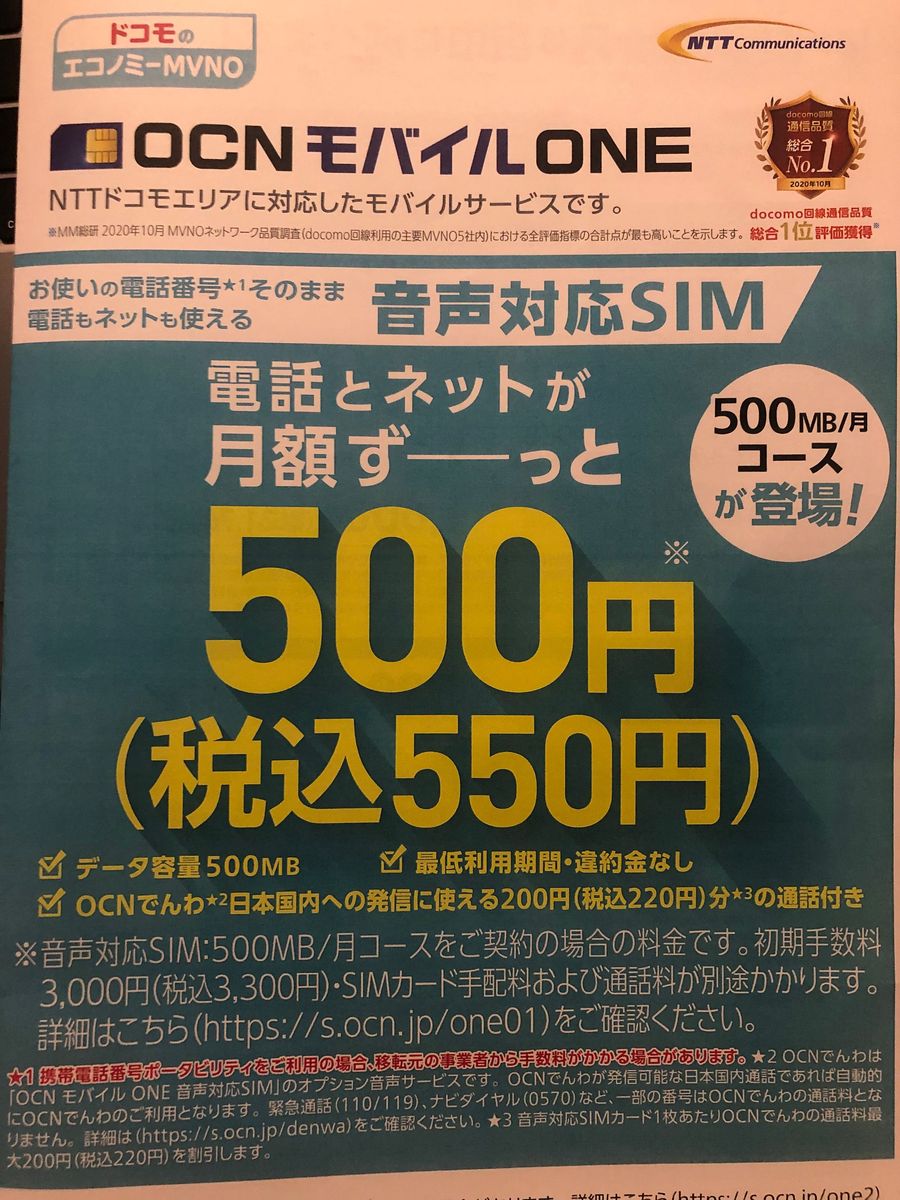 ドコモの
エコノミーMVNO
NTT Communications
OCN モバイル ONE
NTTドコモエリアに対応したモバイルサービスです。
docomo回線
通信品質
総合
No.1
2020年10月
docomo回線通信品質
総合1位評価獲得※
※MM総研 2020年10月 MVNOネットワーク品質調査(docomo回線利用の主要MVNO5社内)における全評価指標の合計点が最も高いことを示します。
お使いの電話番号★1そのまま
電話もネットも使える
音声対応SIM
電話とネットが
月額ず――っと
500MB/月
コース
が登場!
500円※
(税込550円)
データ容量500MB
最低利用期間・違約金なし
OCNでんわ★2日本国内への発信に使える200円(税込220円)分★3の通話付き
※音声対応SIM:500MB/月コースをご契約の場合の料金です。初期手数料
3,000円(税込3,300円)・SIMカード手配料および通話料が別途かかります。
詳細はこちら(https://s.ocn.jp/one01)をご確認ください。
★1 携帯電話番号ポータビリティをご利用の場合、移転元の事業者から手数料がかかる場合があります。★2 OCNでんわは
「OCN モバイル ONE 音声対応SIM」のオプション音声サービスです。OCNでんわが発信可能な日本国内通話であれば自動的
にOCNでんわのご利用となります。緊急通話(110/119)、ナビダイヤル(0570)など、一部の番号はOCNでんわの通話料とな
りません。詳細は(https://s.ocn.jp/denwa)をご確認ください。★3 音声対応SIMカード1枚あたりOCNでんわの通話料最
大200円(税込220円)を割引します。
詳細はこちら(https://s.ocn.jp/one2)